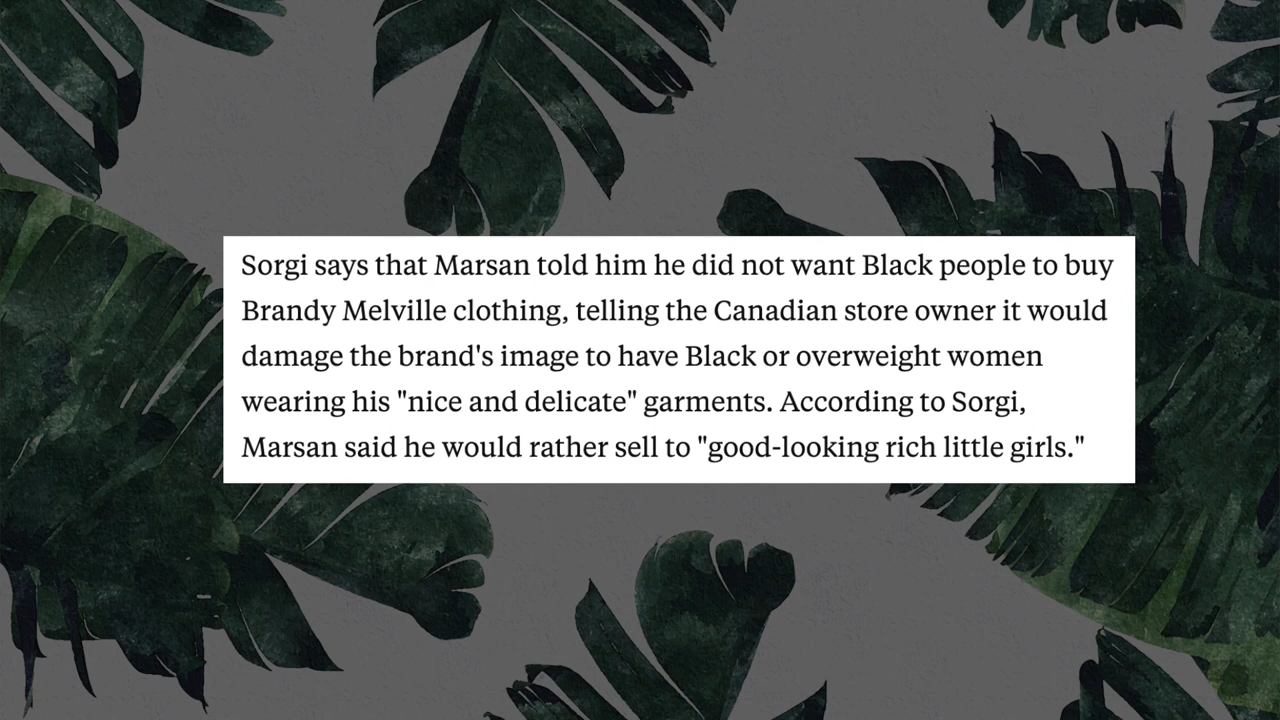 Sorgi says that Marsan told him he did not want Black people to buy
Brandy Melville clothing, telling the Canadian store owner it would
damage the brand's image to have Black or overweight women
wearing his "nice and delicate" garments. According to Sorgi,
Marsan said he would rather sell to "good-looking rich little girls."